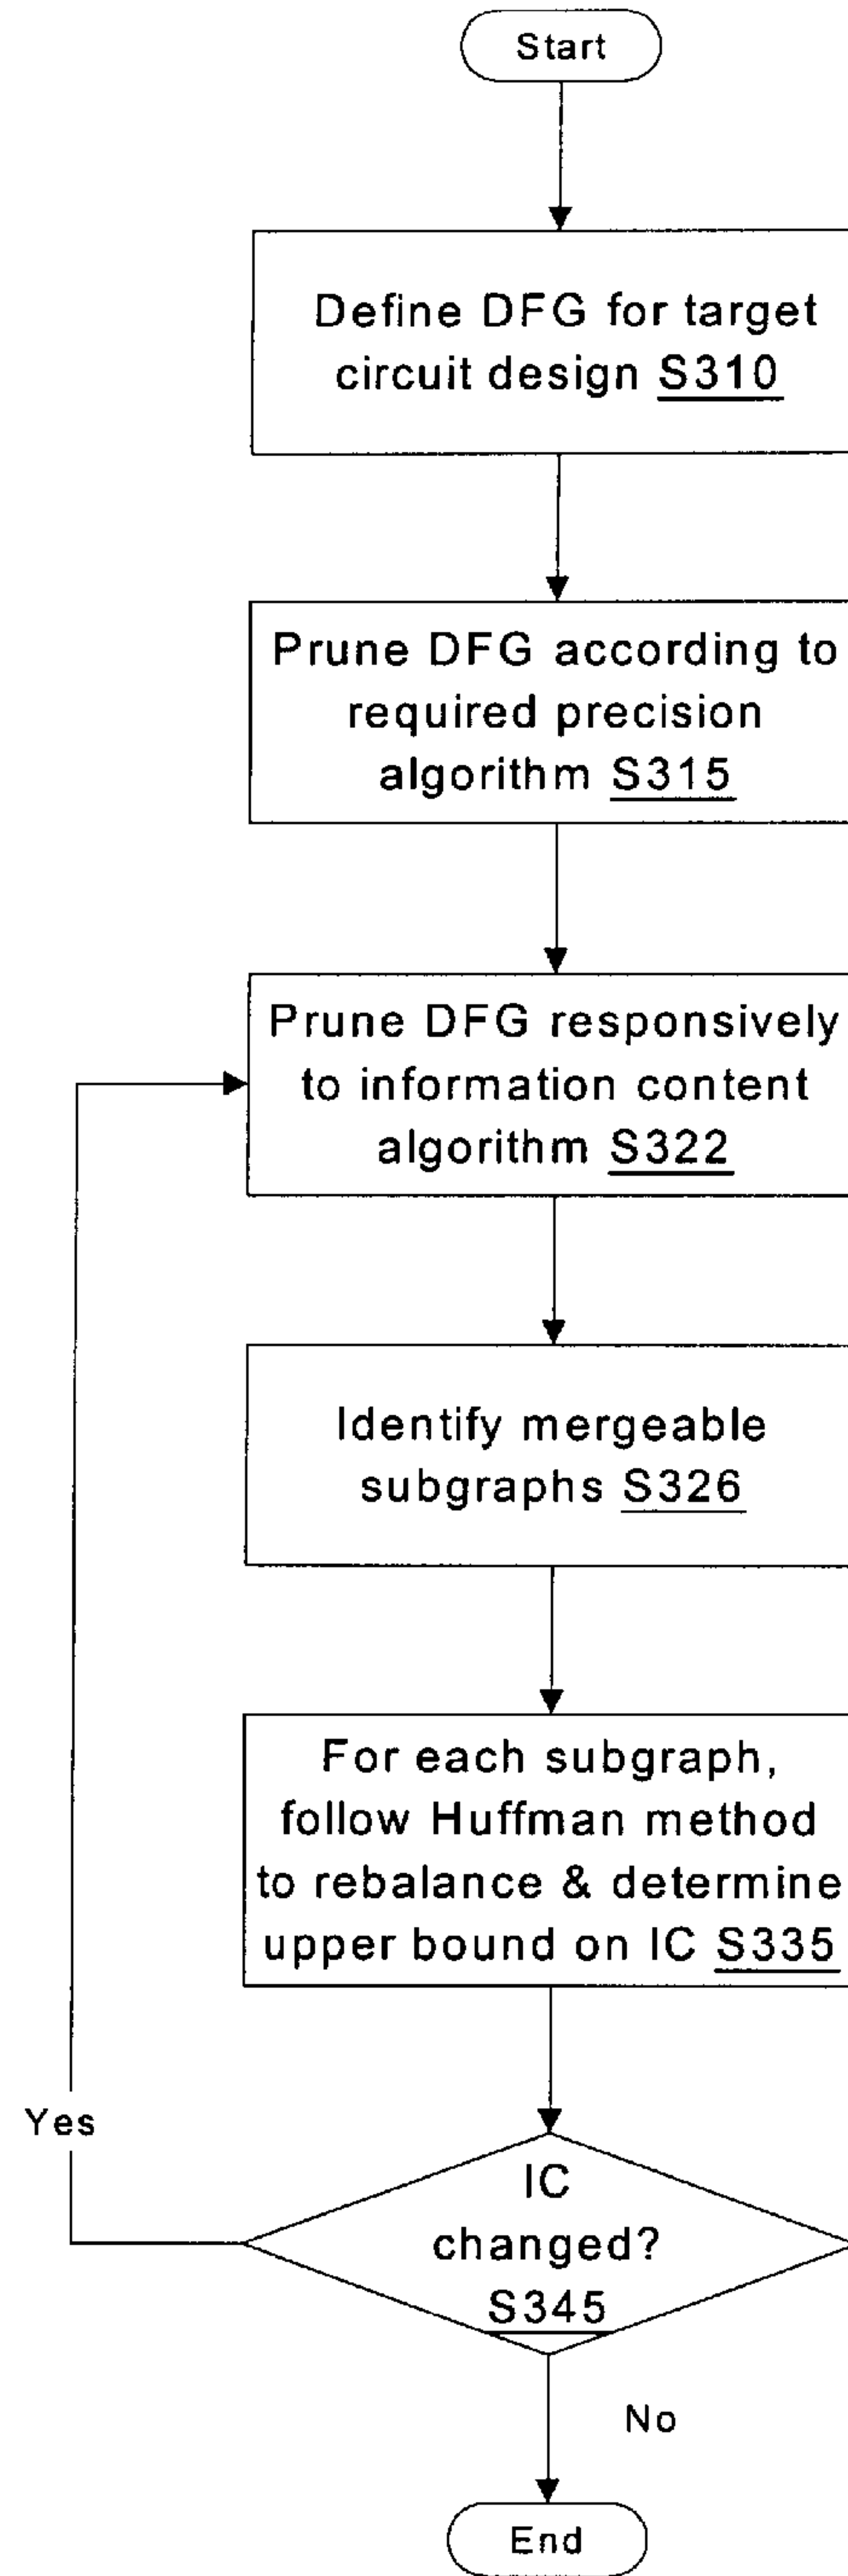 Start
Define DFG for target
circuit design S310
Prune DFG according to
required precision
algorithm S315
Prune DFG responsively
to information content
algorithm S322
Identify mergeable
subgraphs S326
For each subgraph,
follow Huffman method
to rebalance & determine
upper bound on IC S335
Yes
IC
changed?
S345
No
End